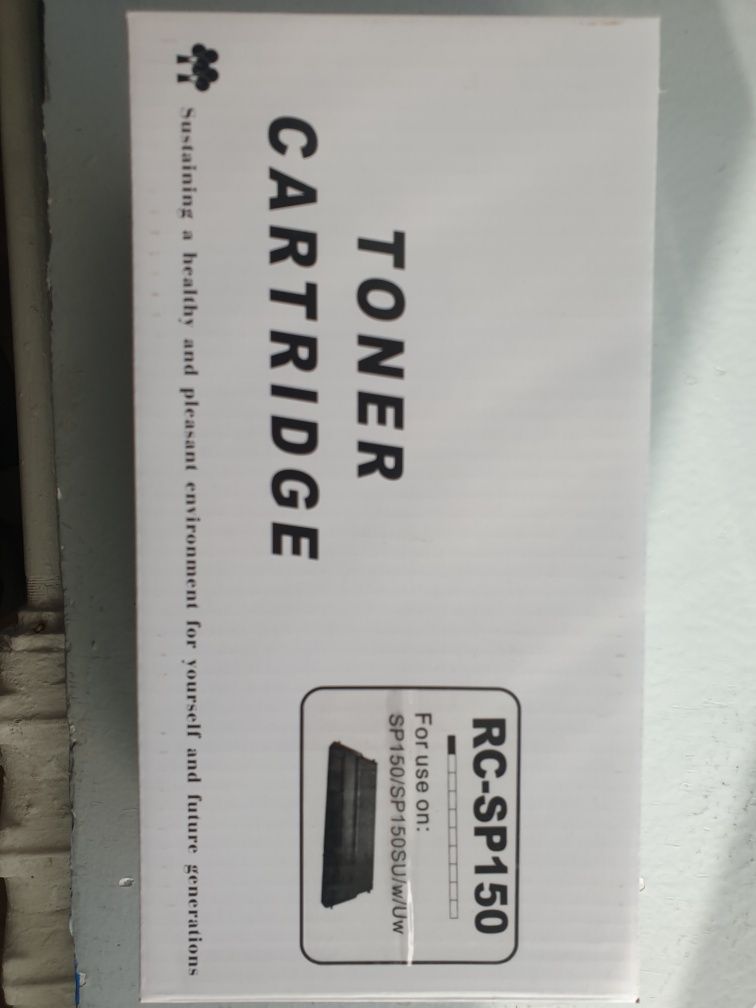 TONER
CARTRIDGE
RC-SP150
For use on:
SP150/SP150SU/w/Uw
Sustaining a healthy and pleasant environment for yourself and future generations